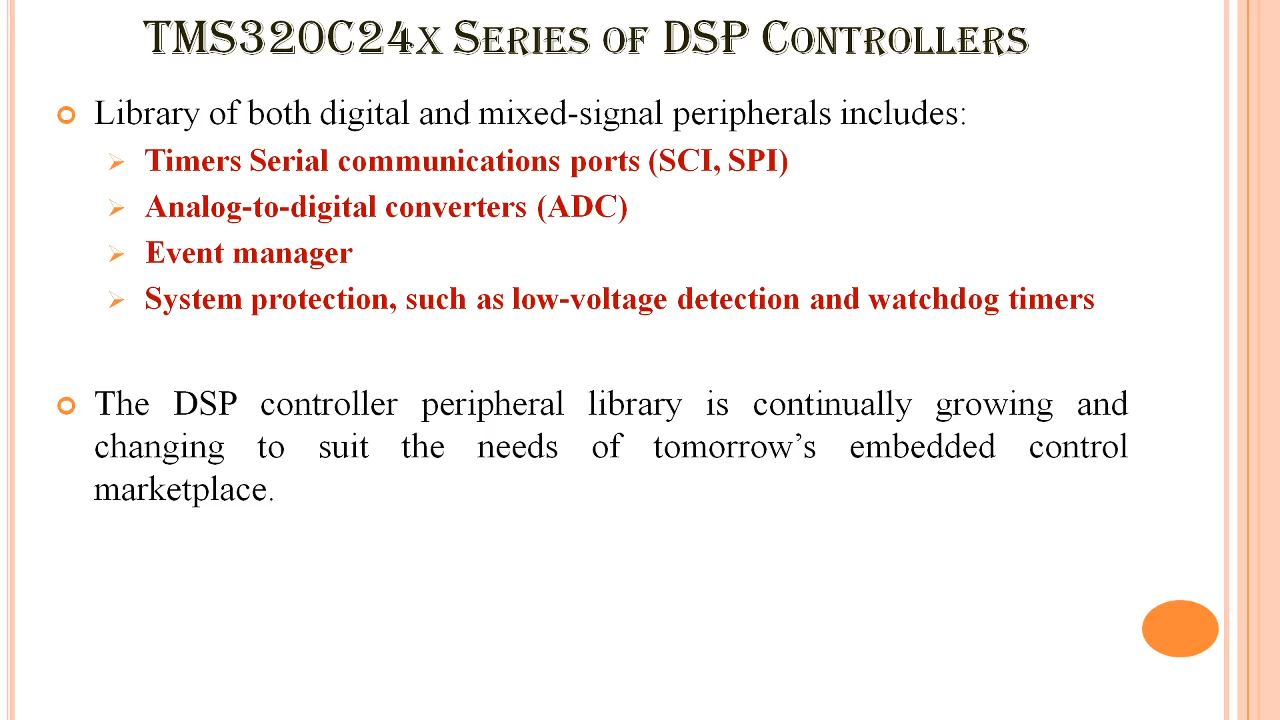 TMS320C24x Series of DSP Controllers
Library of both digital and mixed-signal peripherals includes:
Timers Serial communications ports (SCI, SPI)
Analog-to-digital converters (ADC)
Event manager
System protection, such as low-voltage detection and watchdog timers
The DSP controller peripheral library is continually growing and
changing to suit the needs of tomorrow’s embedded control
marketplace.